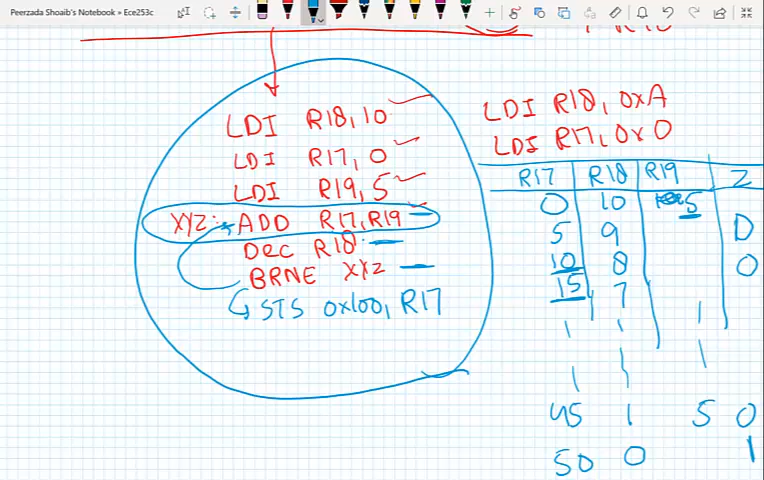 Peerzada Shoaib's Notebook » Ece253c
LDI R18, 10
LDI R17, 0
LDI R19, 5
XYZ: ADD R17, R19
DEC R18
BRNE XYZ
STS 0x100, R17
LDI R18, 0xA
LDI R17, 0x0
R17 R18 R19 Z
0 10 5
5 9 0
10 8 0
15 7
45 1 5 0
50 0 1